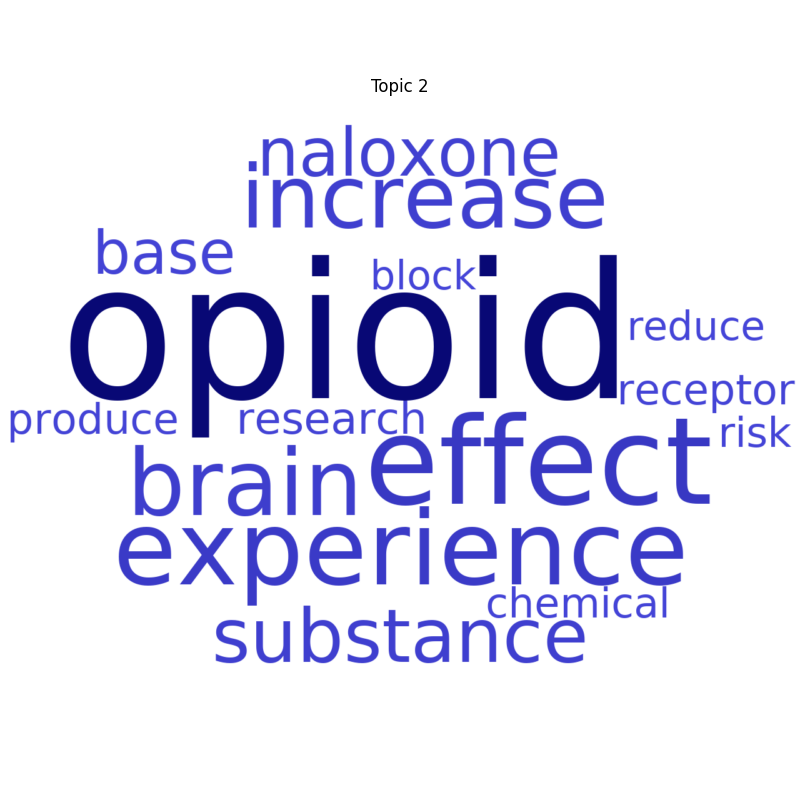 Topic 2
naloxone
increase
base
block
opioid
reduce
receptor
produce
research
risk
effect
brain
experience
chemical
substance